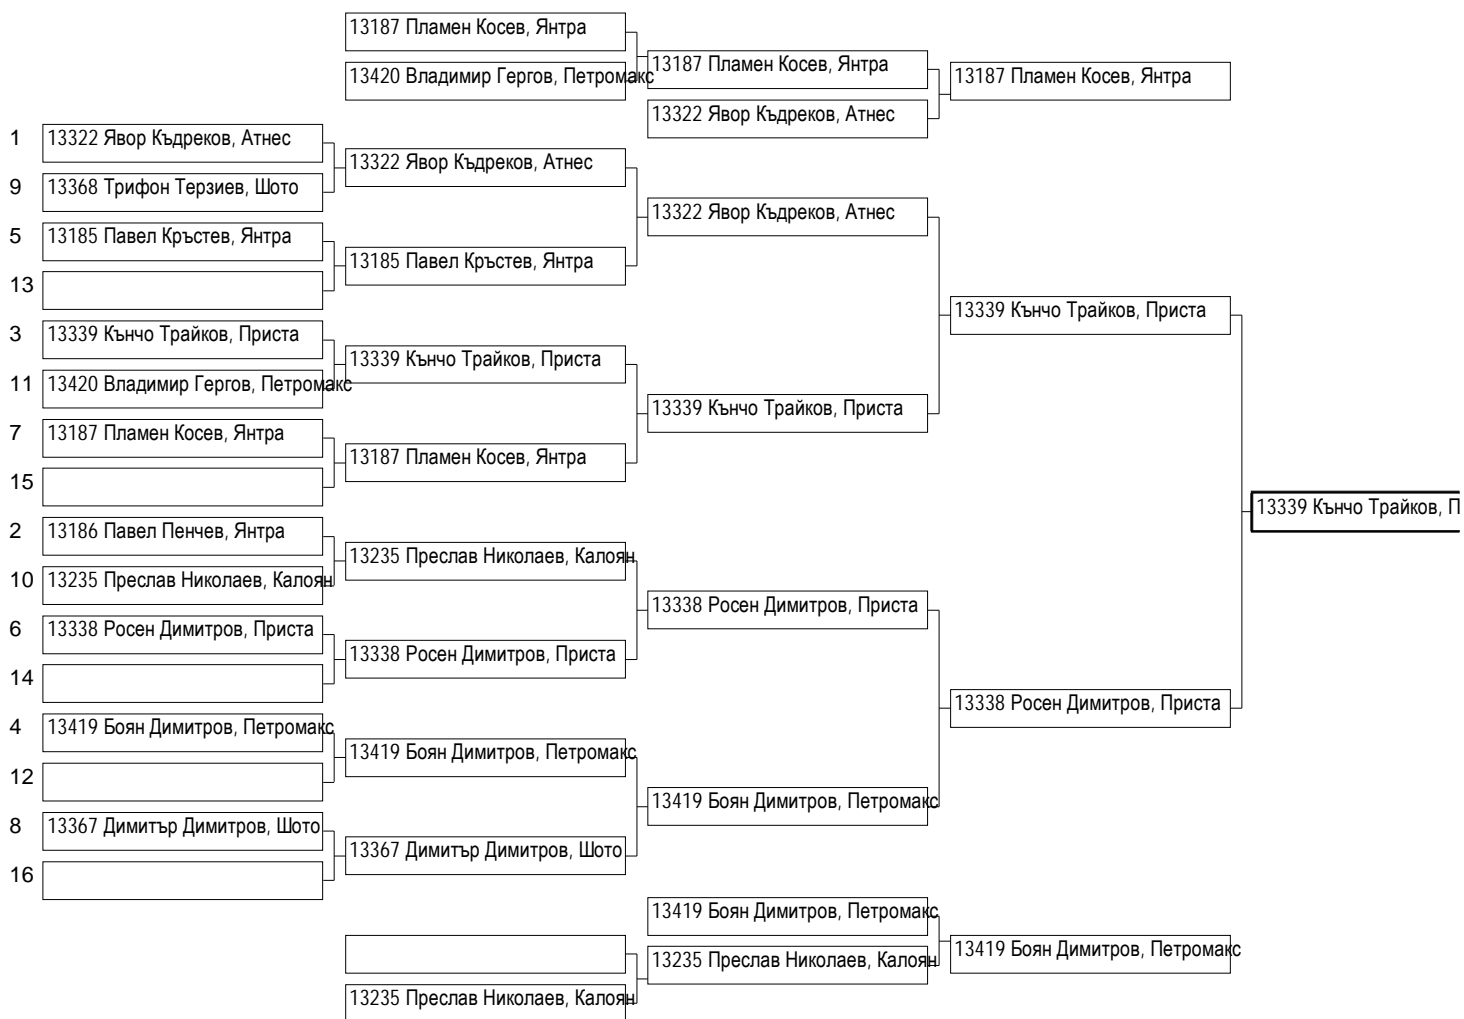 13187 Пламен Косев, Янтра
13420 Владимир Гергов, Петромакс
13187 Пламен Косев, Янтра
13322 Явор Къдреков, Атнес
13187 Пламен Косев, Янтра
1 13322 Явор Къдреков, Атнес
9 13368 Трифон Терзиев, Шото
5 13185 Павел Кръстев, Янтра
13
3 13339 Кънчо Трайков, Приста
11 13420 Владимир Гергов, Петромакс
7 13187 Пламен Косев, Янтра
15
2 13186 Павел Пенчев, Янтра
10 13235 Преслав Николаев, Калоян
6 13338 Росен Димитров, Приста
14
4 13419 Боян Димитров, Петромакс
12
8 13367 Димитър Димитров, Шото
16
13322 Явор Къдреков, Атнес
13185 Павел Кръстев, Янтра
13339 Кънчо Трайков, Приста
13187 Пламен Косев, Янтра
13235 Преслав Николаев, Калоян
13338 Росен Димитров, Приста
13419 Боян Димитров, Петромакс
13367 Димитър Димитров, Шото
13322 Явор Къдреков, Атнес
13339 Кънчо Трайков, Приста
13338 Росен Димитров, Приста
13419 Боян Димитров, Петромакс
13339 Кънчо Трайков, Приста
13338 Росен Димитров, Приста
13339 Кънчо Трайков, П
13235 Преслав Николаев, Калоян
13419 Боян Димитров, Петромакс
13235 Преслав Николаев, Калоян
13419 Боян Димитров, Петромакс